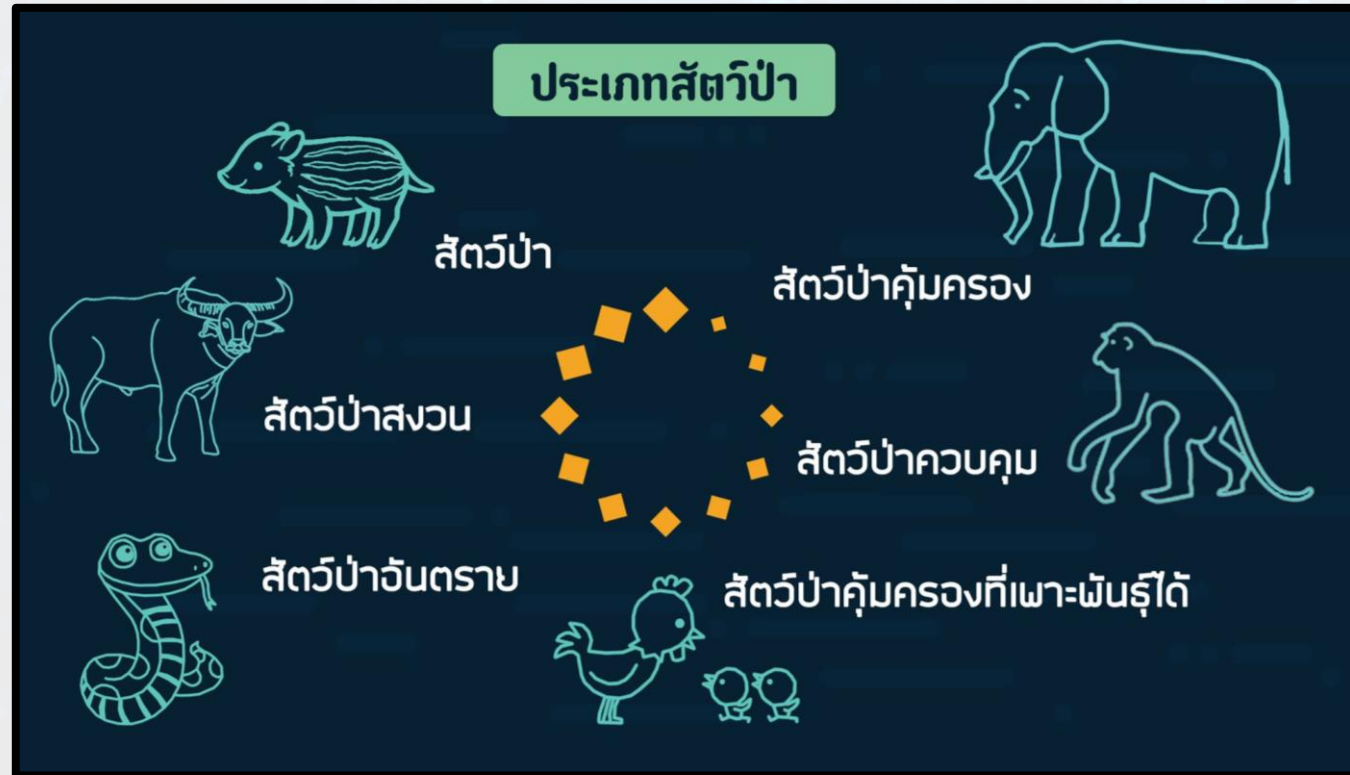 ประเภทสัตว์ป่า
สัตว์ป่า
สัตว์ป่าคุ้มครอง
สัตว์ป่าสงวน
สัตว์ป่าควบคุม
สัตว์ป่าอันตราย
สัตว์ป่าคุ้มครองที่เพาะพันธุ์ได้